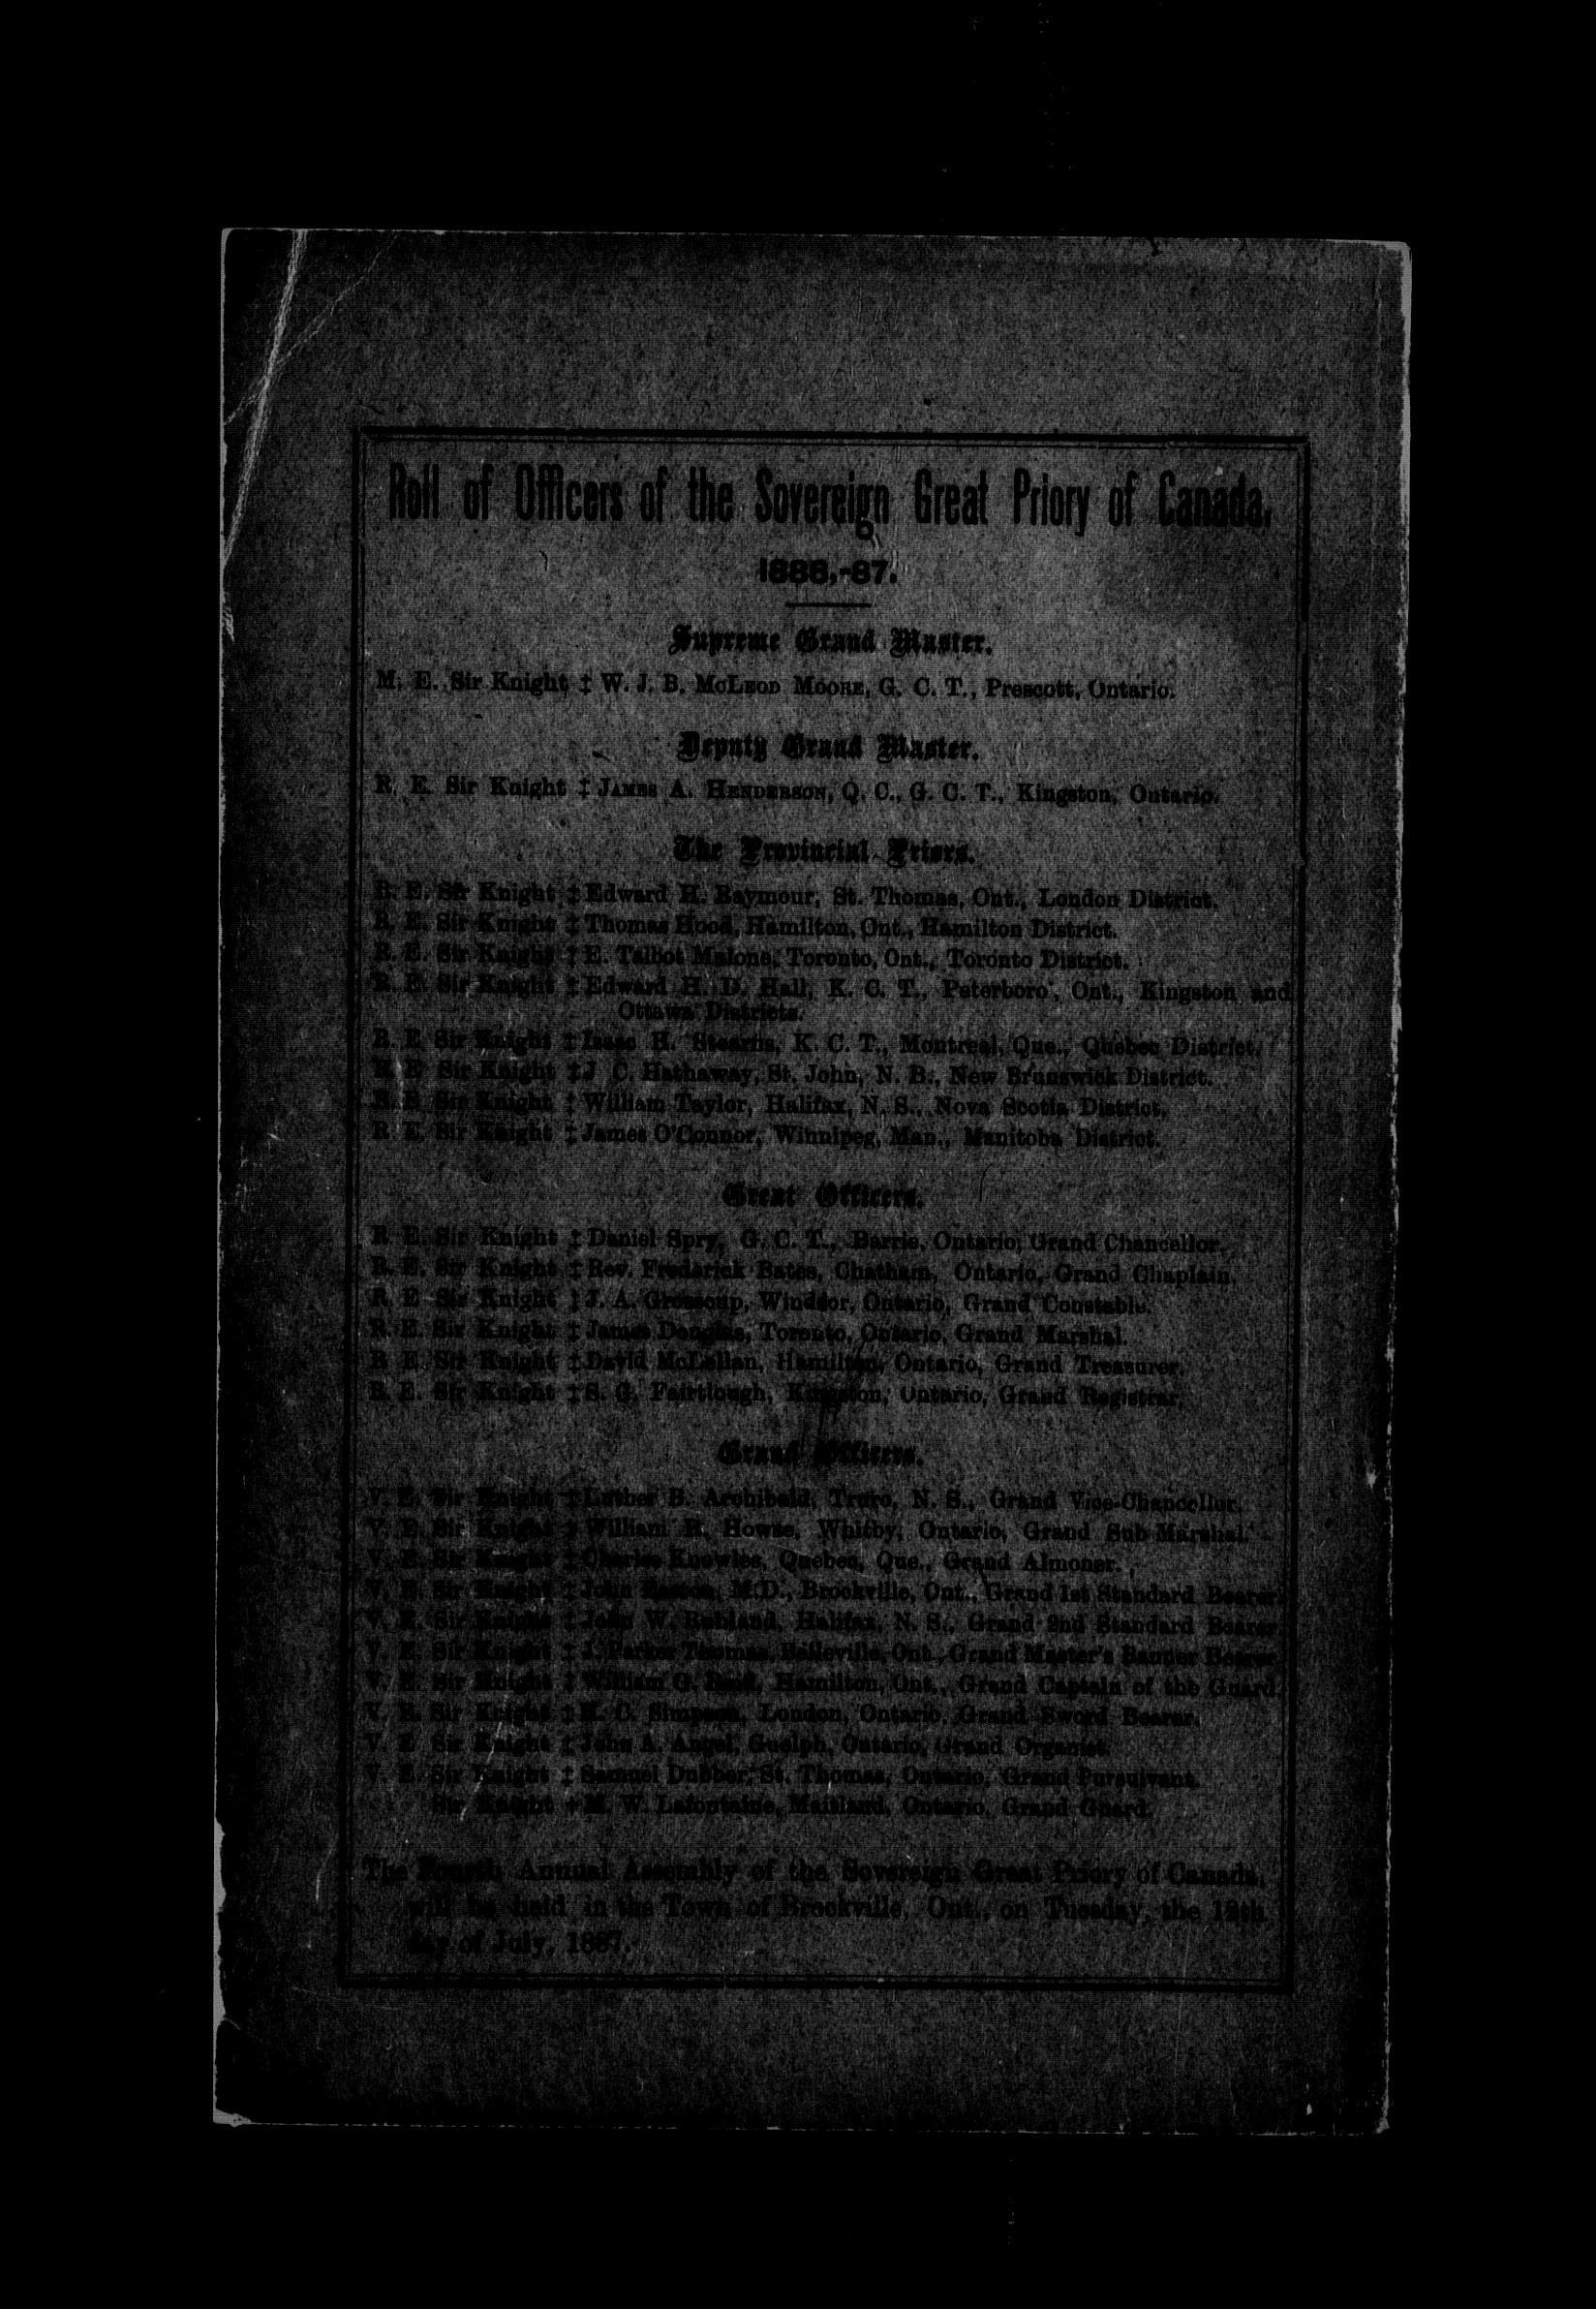 Roll of Officers of the Sovereign Great Priory of Canada,
1886,-87.
Supreme Grand Master.
M. E. Sir Knight ‡ W. J. B. McLeod Moore, G. C. T., Prescott, Ontario.
Deputy Grand Master.
R. E. Sir Knight ‡ James A. Henderson, Q. C., G. C. T., Kingston, Ontario.
The Provincial Priors.
R. E. Sir Knight ‡ Edward H. Raymour, St. Thomas, Ont., London District.
R. E. Sir Knight ‡ Thomas Hood, Hamilton, Ont., Hamilton District.
R. E. Sir Knight ‡ E. Talbot Malone, Toronto, Ont., Toronto District.
R. E. Sir Knight ‡ Edward H. D. Hall, K. C. T., Peterboro', Ont., Kingston and
Ottawa Districts.
R. E. Sir Knight ‡ Isaac H. Stearns, K. C. T., Montreal, Que., Quebec District.
R. E. Sir Knight ‡ J. C. Hathaway, St. John, N. B., New Brunswick District.
R. E. Sir Knight ‡ William Taylor, Halifax, N. S., Nova Scotia District.
R. E. Sir Knight ‡ James O'Connor, Winnipeg, Man., Manitoba District.
Great Officers.
R. E. Sir Knight ‡ Daniel Spry, G. C. T., Barrie, Ontario, Grand Chancellor.
R. E. Sir Knight ‡ Rev. Frederick Bates, Chatham, Ontario, Grand Chaplain.
R. E. Sir Knight ‡ J. A. Grosscup, Windsor, Ontario, Grand Constable.
R. E. Sir Knight ‡ James Douglas, Toronto, Ontario, Grand Marshal.
R. E. Sir Knight ‡ David McLellan, Hamilton, Ontario, Grand Treasurer.
R. E. Sir Knight ‡ S. G. Fairtlough, Kingston, Ontario, Grand Registrar.
Grand Officers.
V. E. Sir Knight ‡ Luther B. Archibald, Truro, N. S., Grand Vice-Chancellor.
V. E. Sir Knight ‡ William R. Howse, Whitby, Ontario, Grand Sub-Marshal.
V. E. Sir Knight ‡ Charles Knowles, Quebec, Que., Grand Almoner.
V. E. Sir Knight ‡ John M.D., Brockville, Ont., Grand 1st Standard Bearer.
V. E. Sir Knight ‡ John W. Ruhland, Halifax, N. S., Grand 2nd Standard Bearer
V. E. Sir Knight ‡ J. Parker Thomas, Belleville, Ont., Grand Master's Banner Bearer
V. E. Sir Knight ‡ William G. Reid, Hamilton, Ont., Grand Captain of the Guard.
V. E. Sir Knight ‡ C. Simpson, London, Ontario, Grand Sword Bearer.
V. E. Sir Knight ‡ John A. Angel, Guelph, Ontario, Grand Organist.
V. E. Sir Knight ‡ Samuel Dubber, St. Thomas, Ontario, Grand Pursuivant.
Sir Knight ‡ M. W. Lafontaine, Maitland, Ontario, Grand Guard.
The Fourth Annual Assembly of the Sovereign Great Priory of Canada,
will be held in the Town of Brockville, Ont., on Tuesday, the 12th
day of July, 1887.